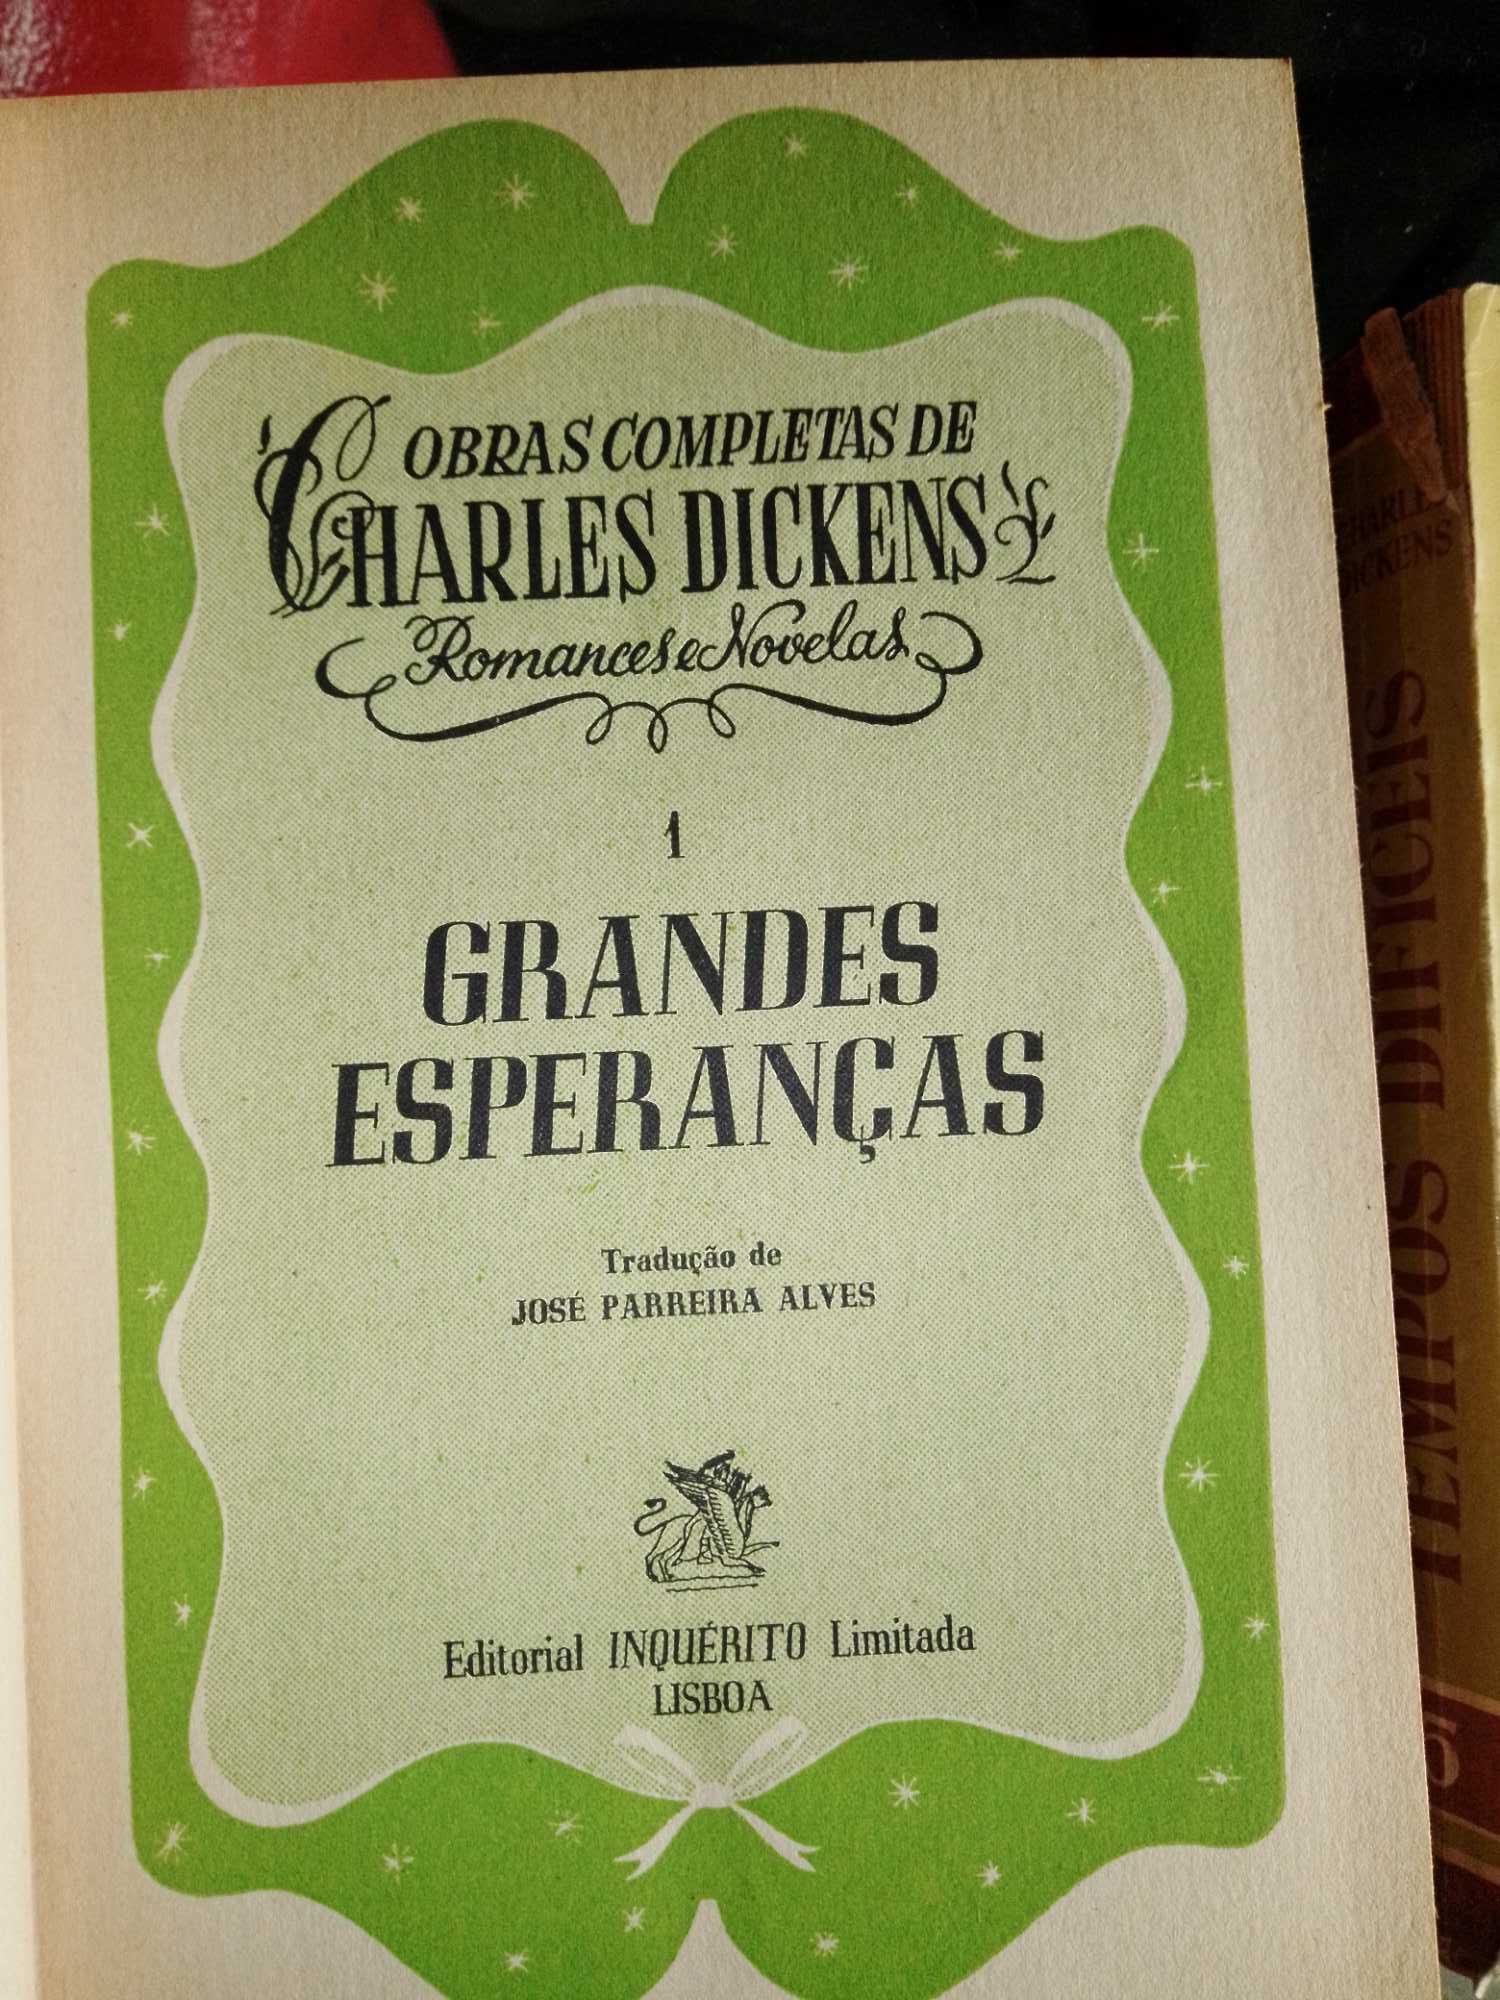 OBRAS COMPLETAS DE
CHARLES DICKENS
Romances e Novelas
1
GRANDES
ESPERANÇAS
Tradução de
JOSÉ PARREIRA ALVES
Editorial INQUÉRITO Limitada
LISBOA
CHARLES
DICKENS
TEMPOS DIFICEIS